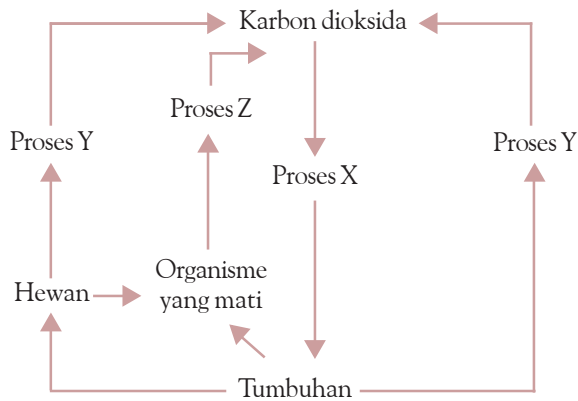 Karbon dioksida
Proses Z
Proses Y
Proses Y
Proses X
Organisme
yang mati
Hewan
Tumbuhan